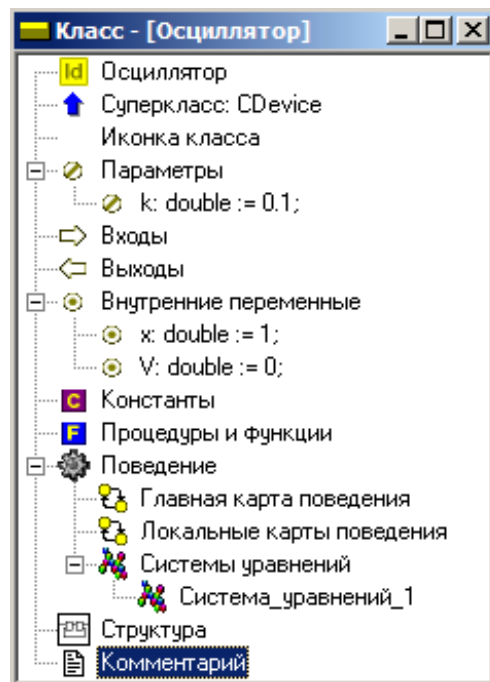 Класс - [Осциллятор]
Id Осциллятор
Суперкласс: CDevice
Иконка класса
Параметры
k: double := 0.1;
Входы
Выходы
Внутренние переменные
x: double := 1;
V: double := 0;
C Константы
F Процедуры и функции
Поведение
Главная карта поведения
Локальные карты поведения
Системы уравнений
Система_уравнений_1
Структура
Комментарий